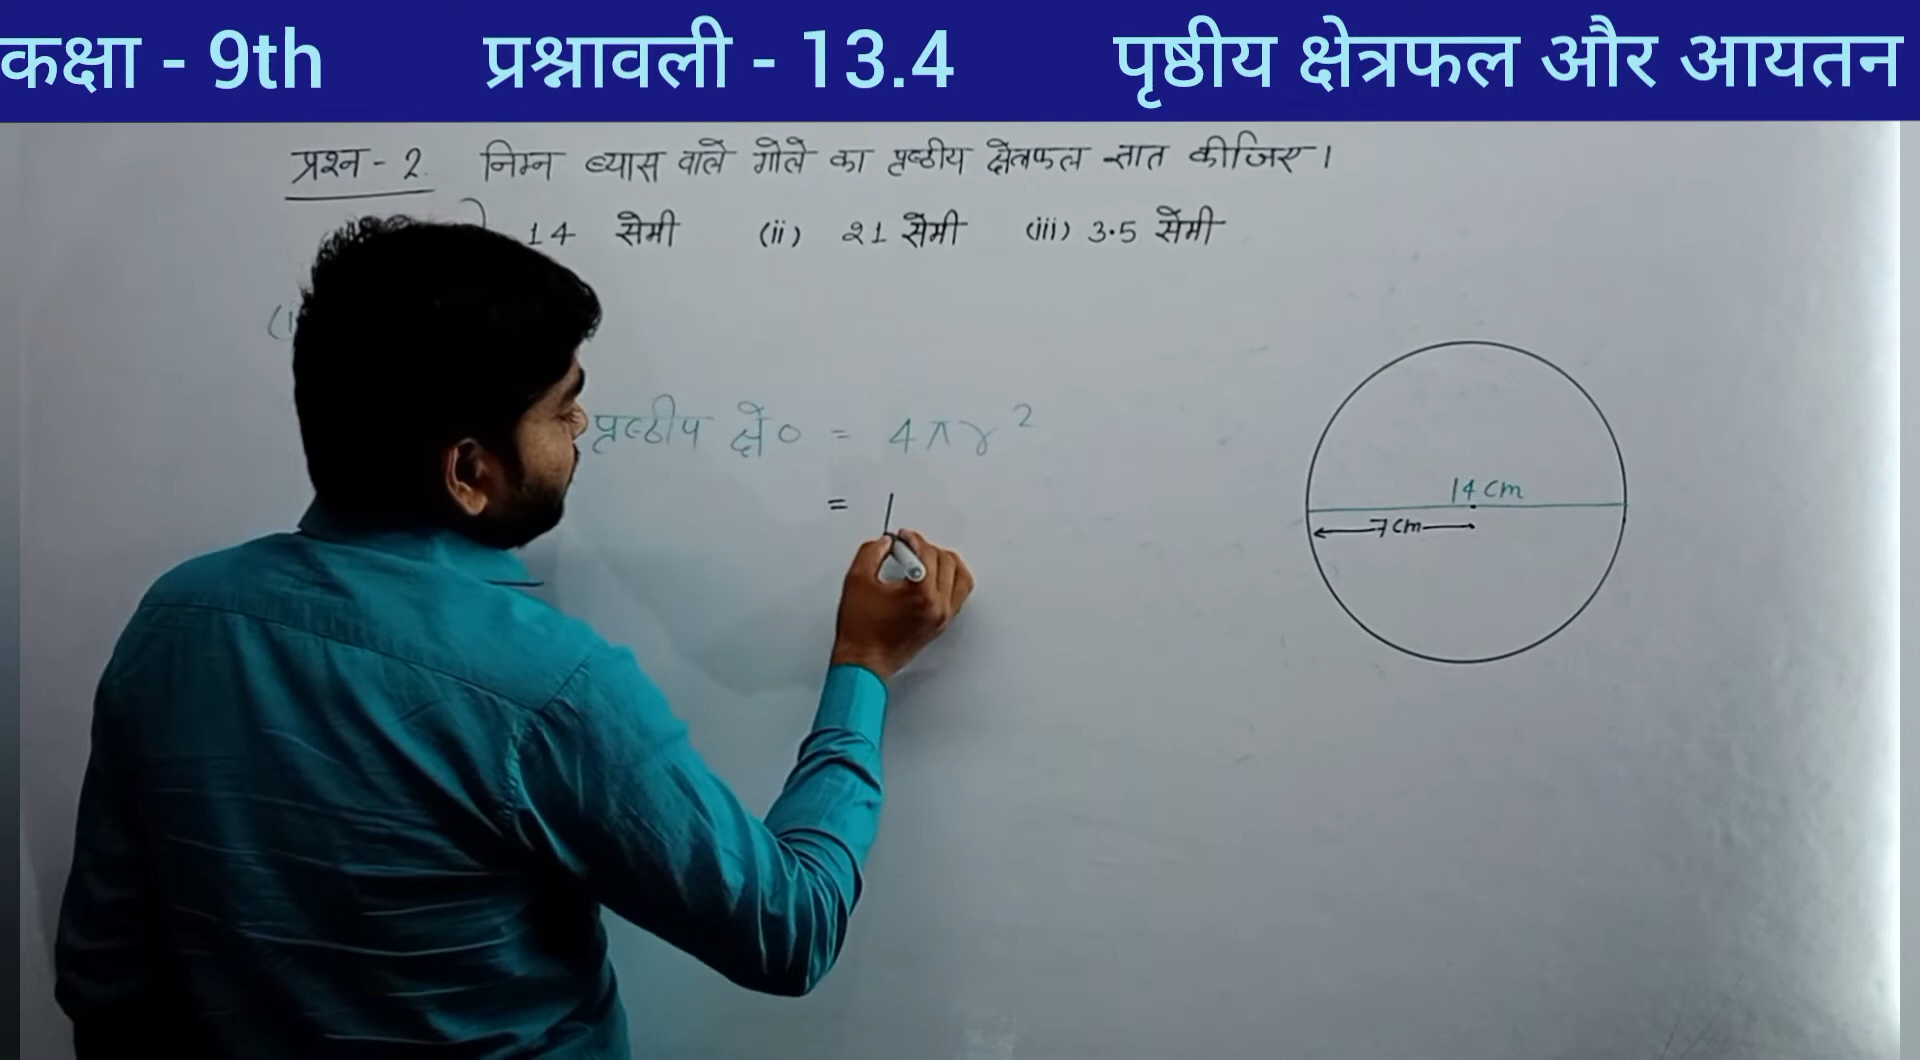 कक्षा - 9th प्रश्नावली - 13.4 पृष्ठीय क्षेत्रफल और आयतन
प्रश्न - 2. निम्न व्यास वाले गोले का पृष्ठीय क्षेत्रफल ज्ञात कीजिए।
) 14 सेमी (ii) 21 सेमी (iii) 3.5 सेमी
(i
पृष्ठीय क्षे० = 4πr²
=
14 cm
7 cm